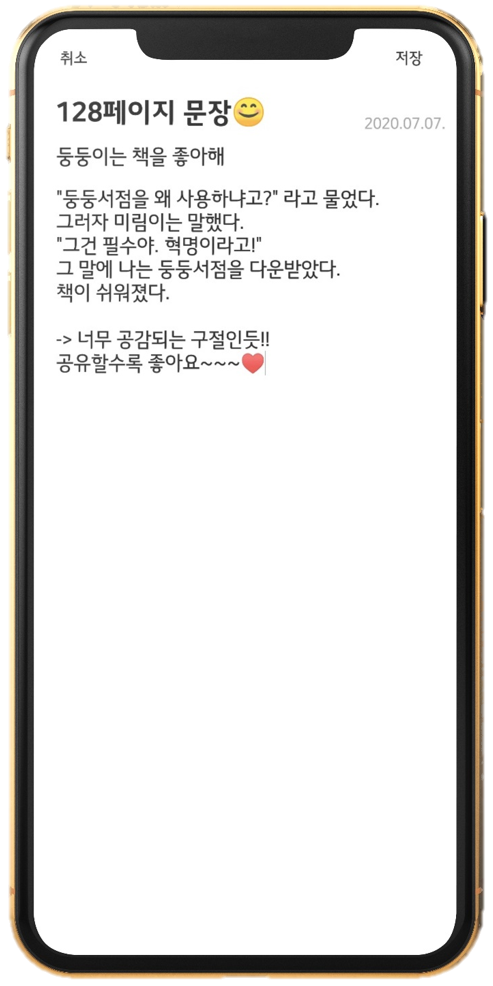 취소 저장
128페이지 문장😊
2020.07.07.
둥둥이는 책을 좋아해
"둥둥서점을 왜 사용하냐고?" 라고 물었다.
그러자 미림이는 말했다.
"그건 필수야. 혁명이라고!"
그 말에 나는 둥둥서점을 다운받았다.
책이 쉬워졌다.
-> 너무 공감되는 구절인듯!!
공유할수록 좋아요~~~❤️